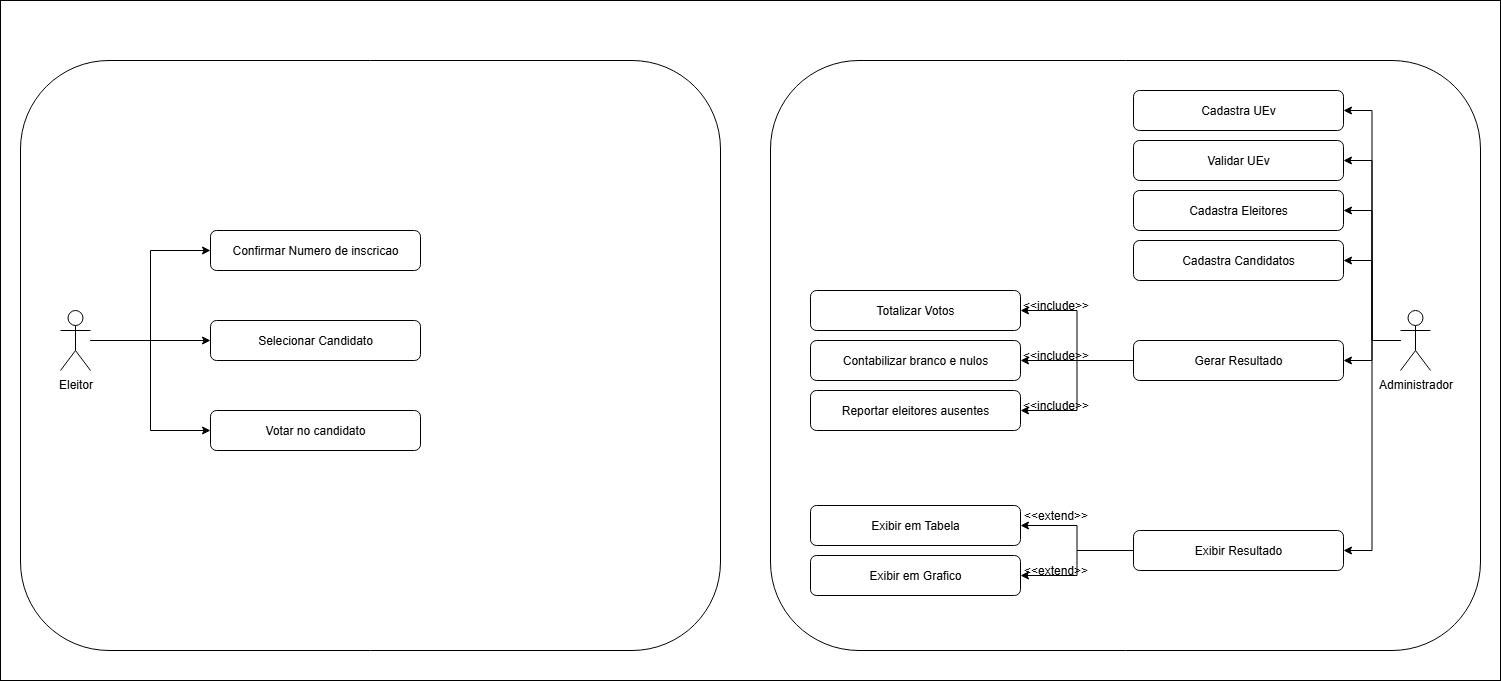 Confirmar Numero de inscricao
Selecionar Candidato
Eleitor
Votar no candidato
Cadastra UEv
Validar UEv
Cadastra Eleitores
Cadastra Candidatos
<<include>>
Totalizar Votos
<<include>>
Contabilizar branco e nulos
Gerar Resultado
Administrador
<<include>>
Reportar eleitores ausentes
<<extend>>
Exibir em Tabela
Exibir Resultado
<<extend>>
Exibir em Grafico